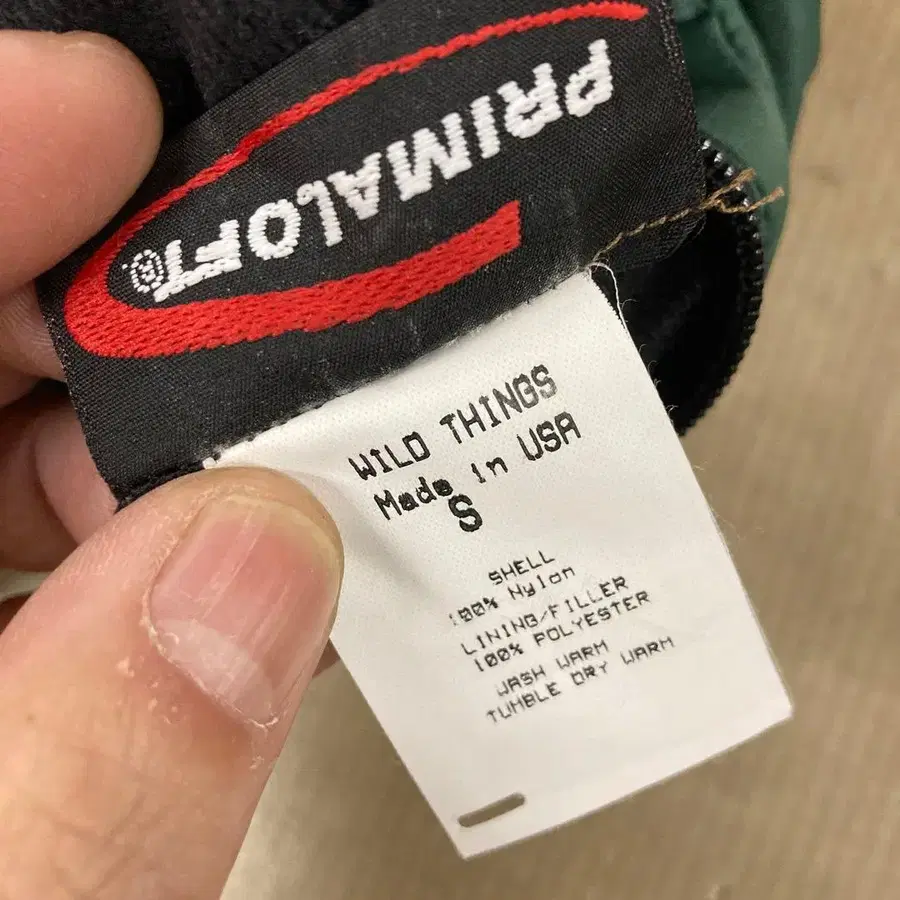 PRIMALOFT®
WILD THINGS
Made in USA
S
SHELL
100% Nylon
LINING/FILLER
100% POLYESTER
WASH WARM
TUMBLE DRY WARM